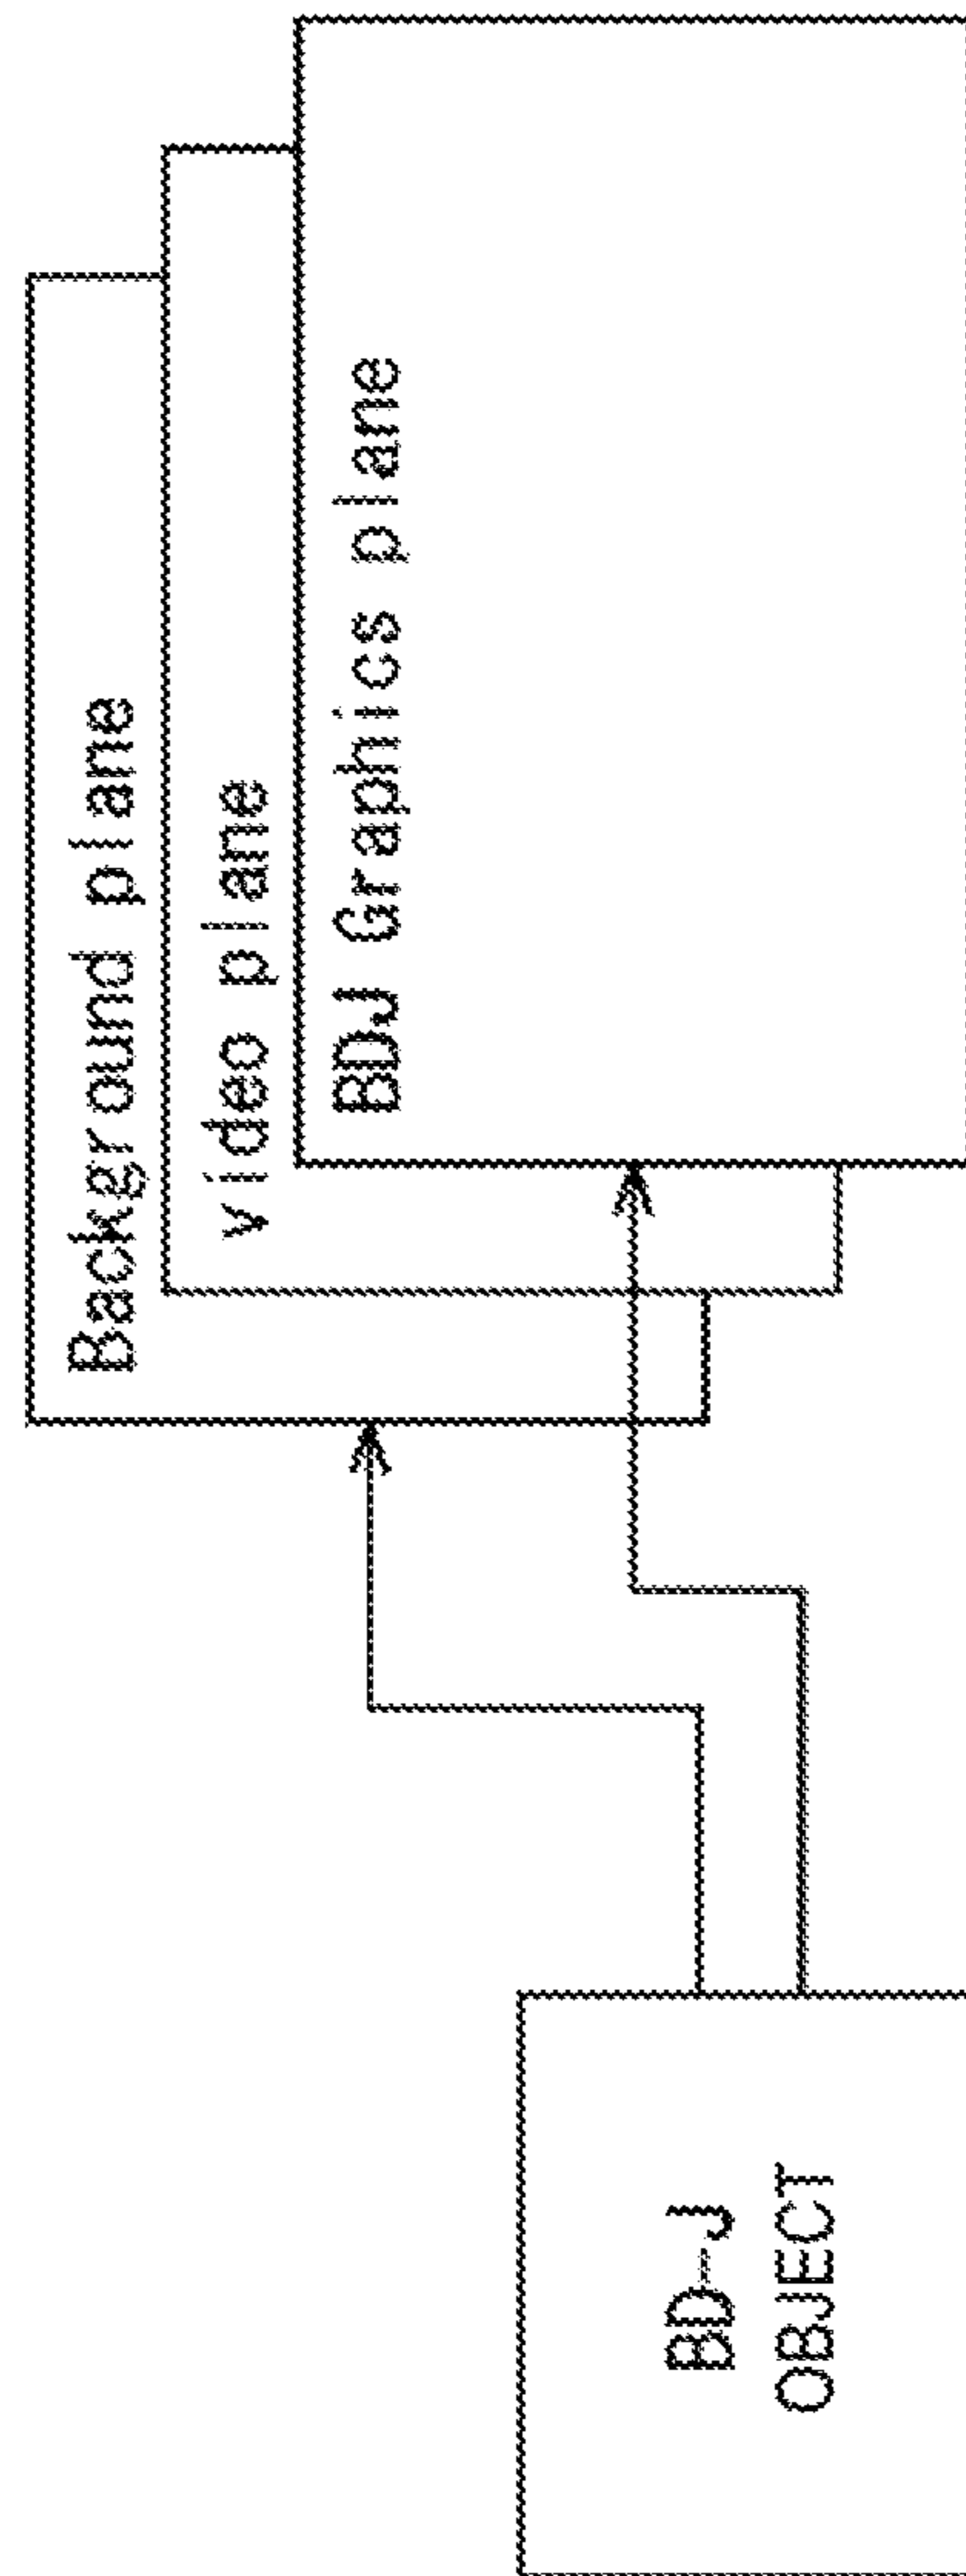 Background plane
video plane
BDJ Graphics plane
BD-J
OBJECT